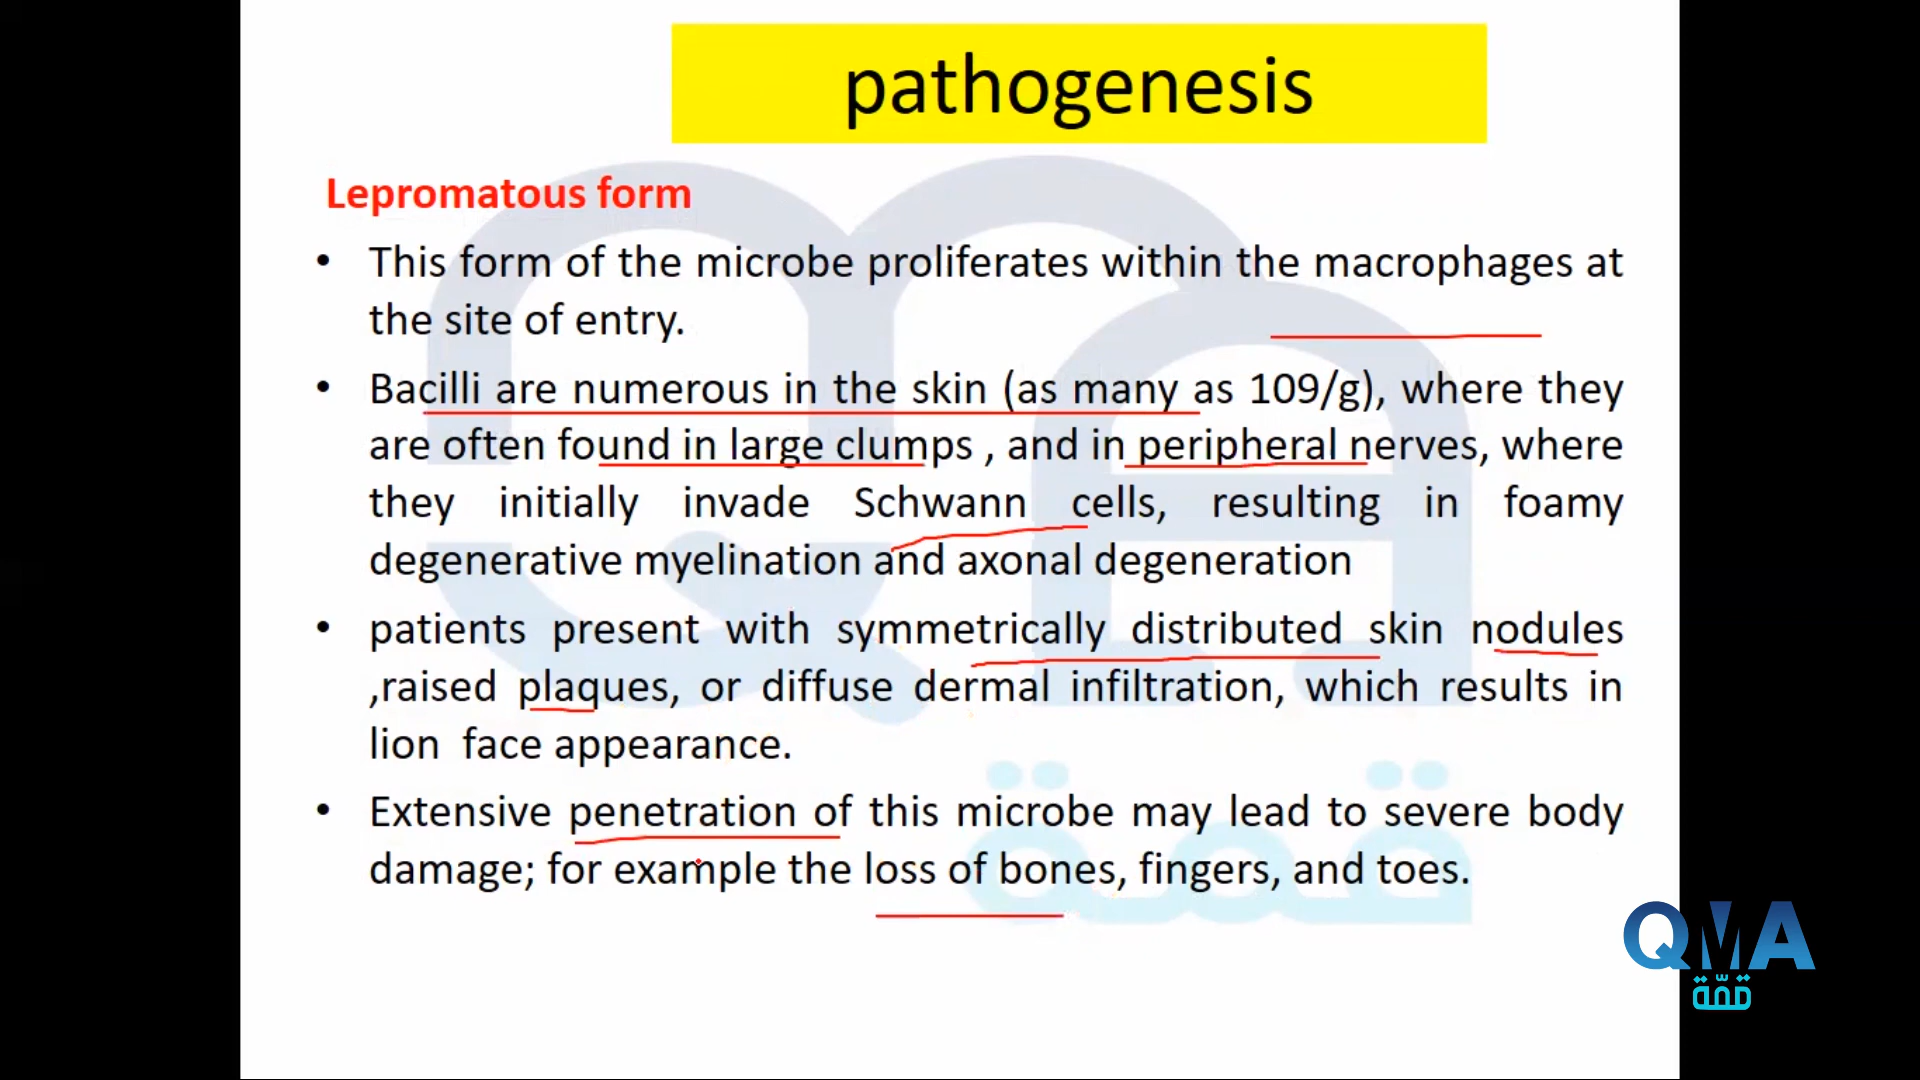 pathogenesis
Lepromatous form
• This form of the microbe proliferates within the macrophages at
the site of entry.
• Bacilli are numerous in the skin (as many as 109/g), where they
are often found in large clumps , and in peripheral nerves, where
they initially invade Schwann cells, resulting in foamy
degenerative myelination and axonal degeneration
• patients present with symmetrically distributed skin nodules
,raised plaques, or diffuse dermal infiltration, which results in
lion face appearance.
• Extensive penetration of this microbe may lead to severe body
damage; for example the loss of bones, fingers, and toes.
قمة
QMA
قمّة